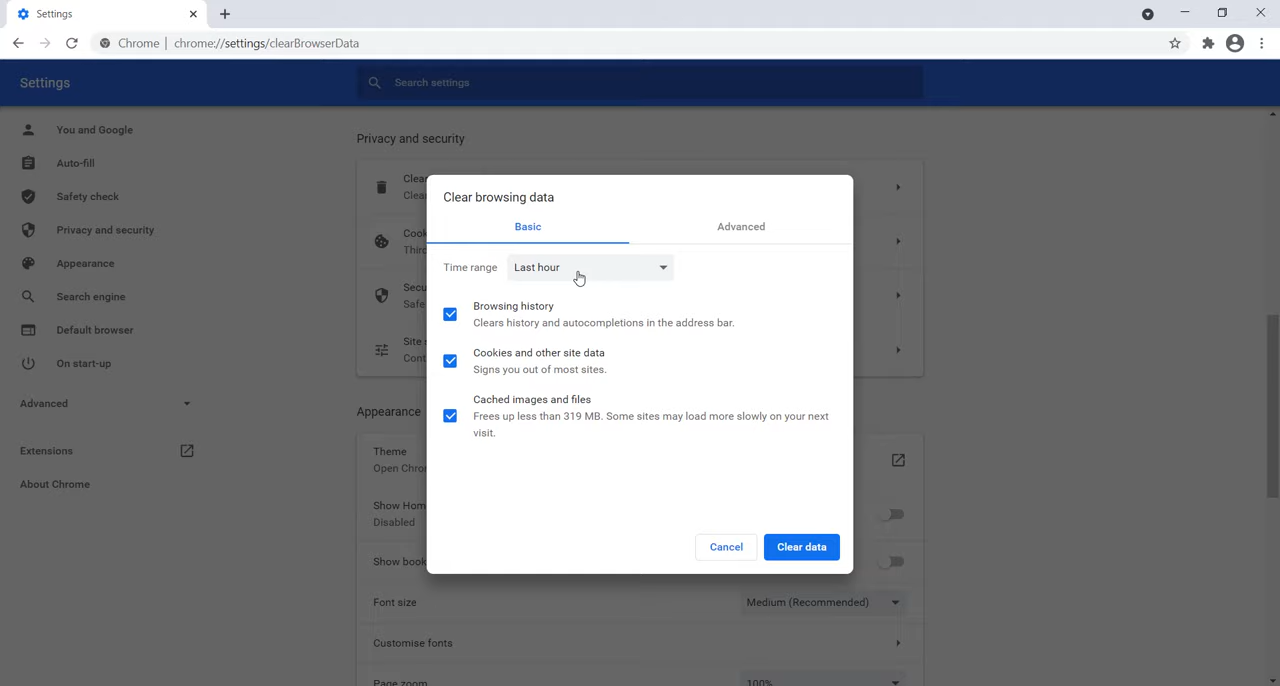 Settings
Chrome | chrome://settings/clearBrowserData
Settings
Search settings
You and Google
Auto-fill
Safety check
Privacy and security
Appearance
Search engine
Default browser
On start-up
Advanced
Extensions
About Chrome
Privacy and security
Clear browsing data
Basic
Advanced
Time range
Last hour
Browsing history
Clears history and autocompletions in the address bar.
Cookies and other site data
Signs you out of most sites.
Cached images and files
Frees up less than 319 MB. Some sites may load more slowly on your next
visit.
Cancel
Clear data
Appearance
Theme
Open
Show
Disabled
Show
Font size
Medium (Recommended)
Customise fonts
Page zoom
100%